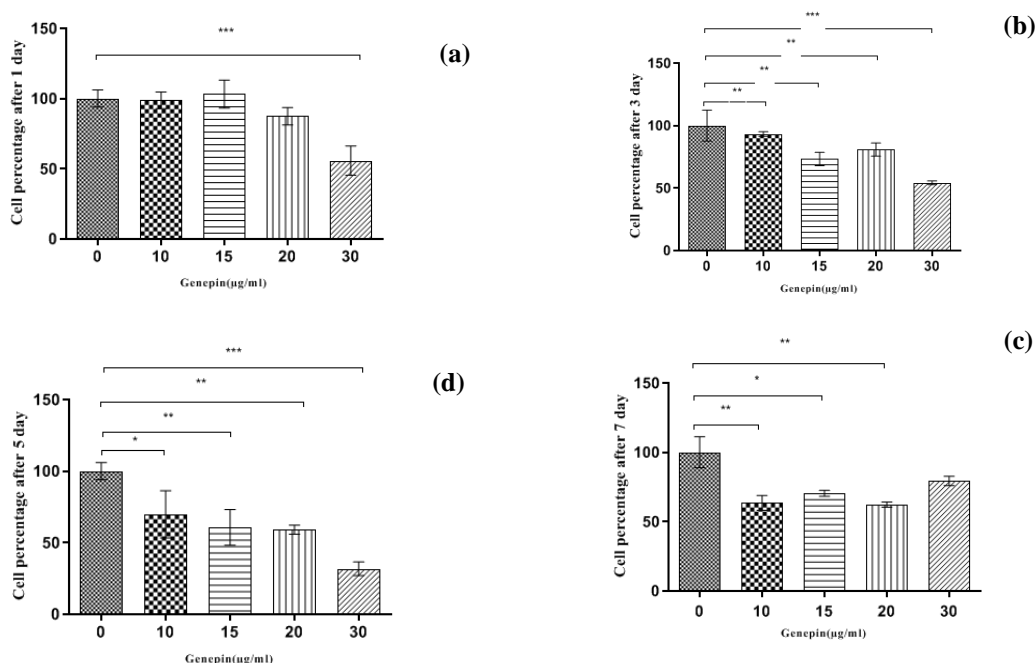 (a)
Cell percentage after 1 day
150
100
50
0
***
0 10 15 20 30
Genepin(µg/ml)
(b)
Cell percentage after 3 day
150
100
50
0
***
**
**
**
0 10 15 20 30
Genepin(µg/ml)
(d)
Cell percentage after 5 day
150
100
50
0
***
**
**
*
0 10 15 20 30
Genepin(µg/ml)
(c)
Cell percentage after 7 day
150
100
50
0
**
*
**
0 10 15 20 30
Genepin(µg/ml)